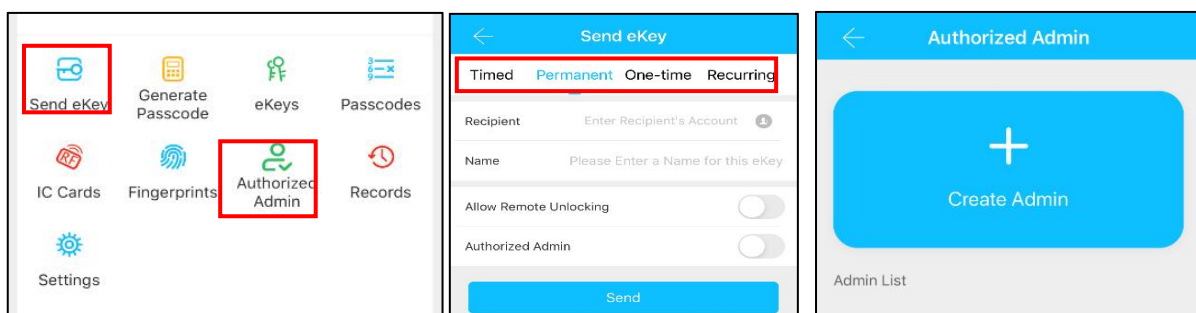 Send eKey
Generate
Passcode
eKeys
Passcodes
IC Cards
Fingerprints
Authorized
Admin
Records
Settings
Send eKey
Timed Permanent One-time Recurring
Recipient Enter Recipient's Account
Name Please Enter a Name for this eKey
Allow Remote Unlocking
Authorized Admin
Send
Authorized Admin
Create Admin
Admin List